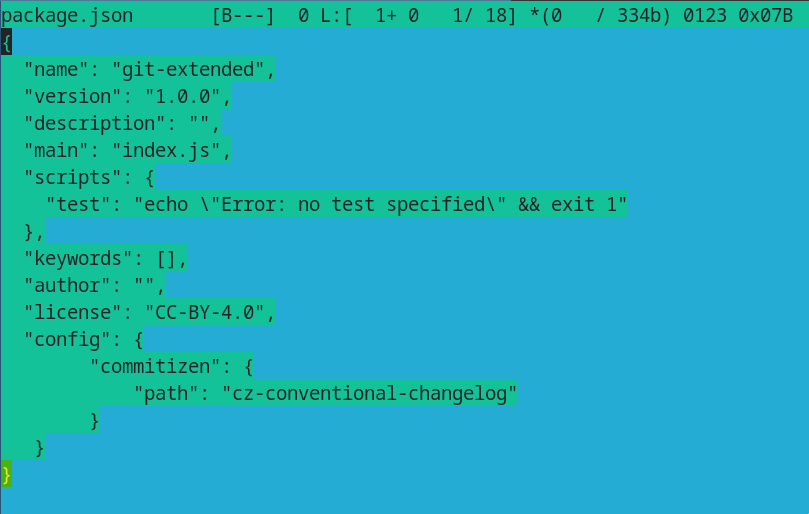 package.json       [B---]  0 L:[  1+ 0   1/ 18] *(0   / 334b) 0123 0x07B
{
  "name": "git-extended",
  "version": "1.0.0",
  "description": "",
  "main": "index.js",
  "scripts": {
    "test": "echo \"Error: no test specified\" && exit 1"
  },
  "keywords": [],
  "author": "",
  "license": "CC-BY-4.0",
  "config": {
        "commitizen": {
            "path": "cz-conventional-changelog"
        }
   }
}